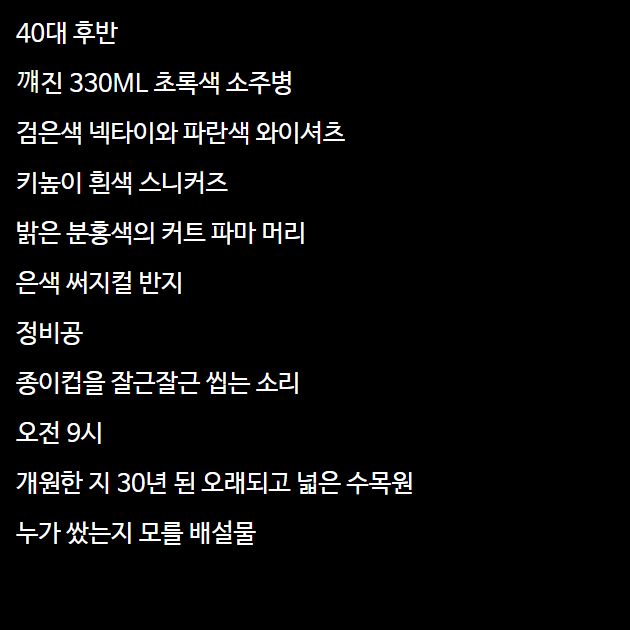 40대 후반
꺠진 330ML 초록색 소주병
검은색 넥타이와 파란색 와이셔츠
키높이 흰색 스니커즈
밝은 분홍색의 커트 파마 머리
은색 써지컬 반지
정비공
종이컵을 잘근잘근 씹는 소리
오전 9시
개원한 지 30년 된 오래되고 넓은 수목원
누가 쌌는지 모를 배설물